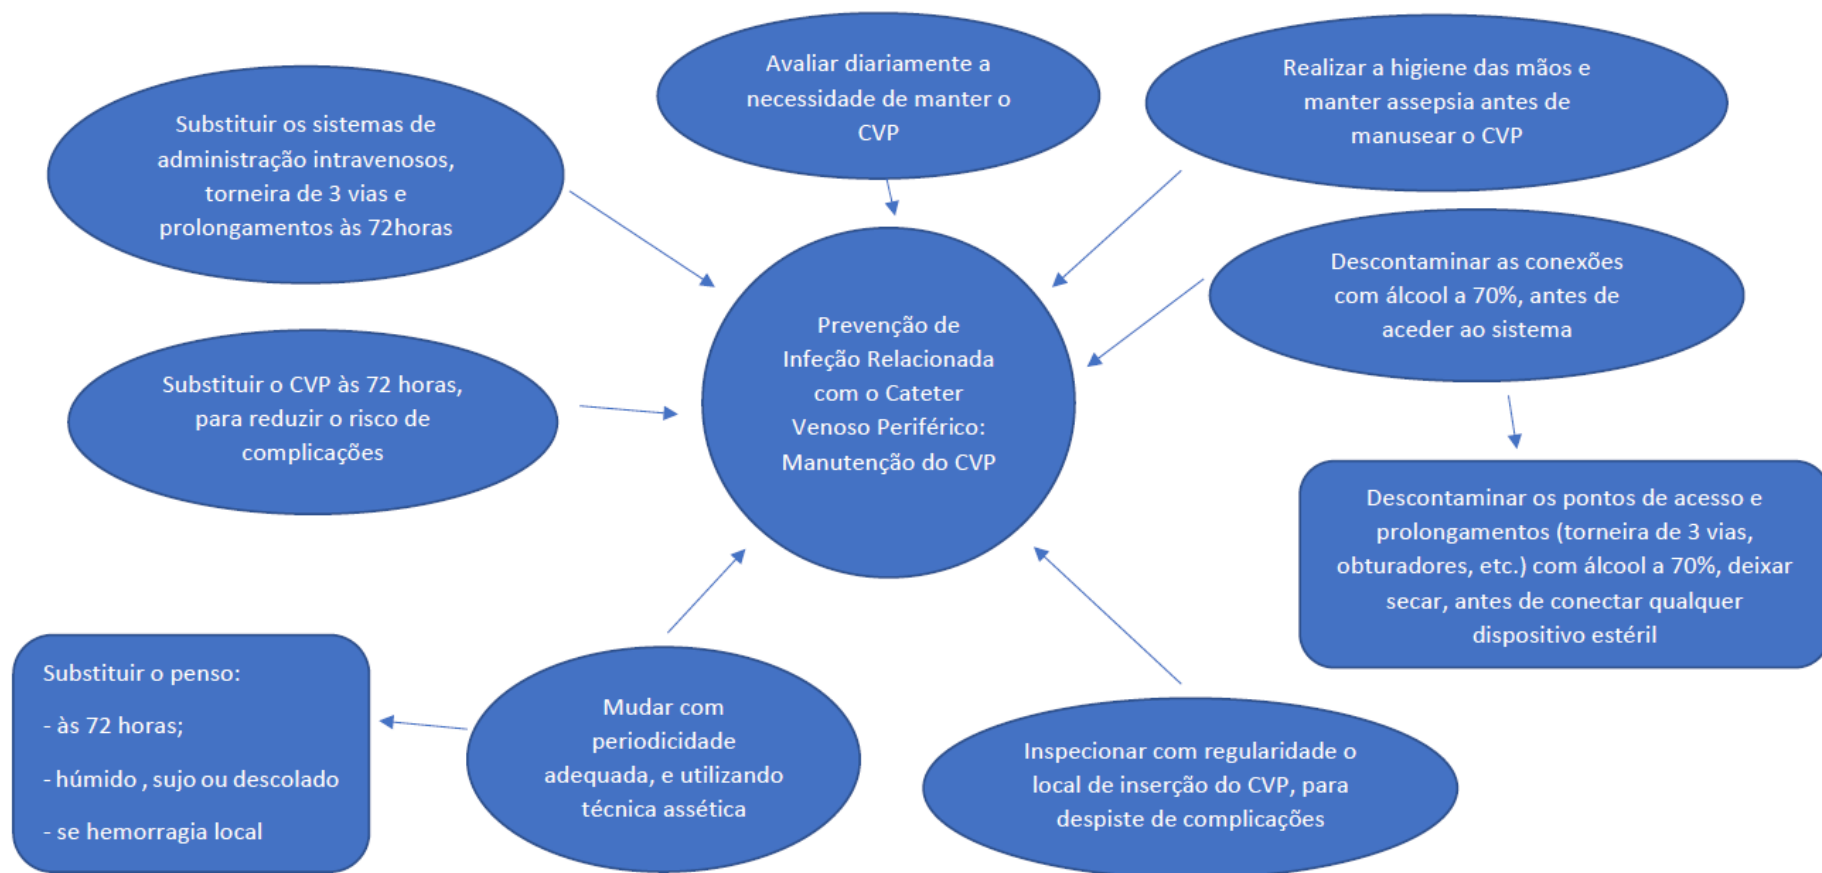 Avaliar diariamente a
necessidade de manter o
CVP
Realizar a higiene das mãos e
manter assepsia antes de
manusear o CVP
Substituir os sistemas de
administração intravenosos,
torneira de 3 vias e
prolongamentos às 72horas
Descontaminar as conexões
com álcool a 70%, antes de
aceder ao sistema
Prevenção de
Infeção Relacionada
com o Cateter
Venoso Periférico:
Manutenção do CVP
Substituir o CVP às 72 horas,
para reduzir o risco de
complicações
Descontaminar os pontos de acesso e
prolongamentos (torneira de 3 vias,
obturadores, etc.) com álcool a 70%, deixar
secar, antes de conectar qualquer
dispositivo estéril
Substituir o penso:
- às 72 horas;
- húmido , sujo ou descolado
- se hemorragia local
Mudar com
periodicidade
adequada, e utilizando
técnica assética
Inspecionar com regularidade o
local de inserção do CVP, para
despiste de complicações